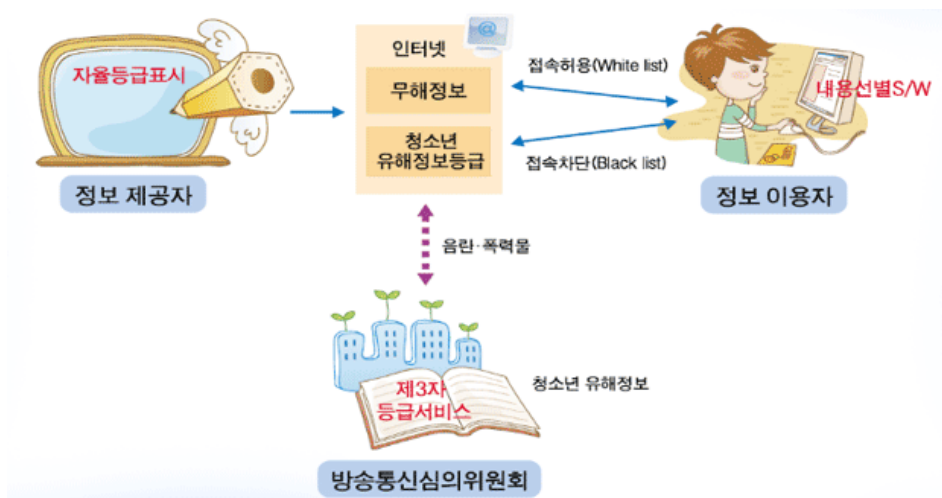 자율등급표시
정보 제공자
인터넷
@
무해정보
청소년
유해정보등급
접속허용(White list)
접속차단(Black list)
내용선별S/W
정보 이용자
음란·폭력물
제3자
등급서비스
청소년 유해정보
방송통신심의위원회